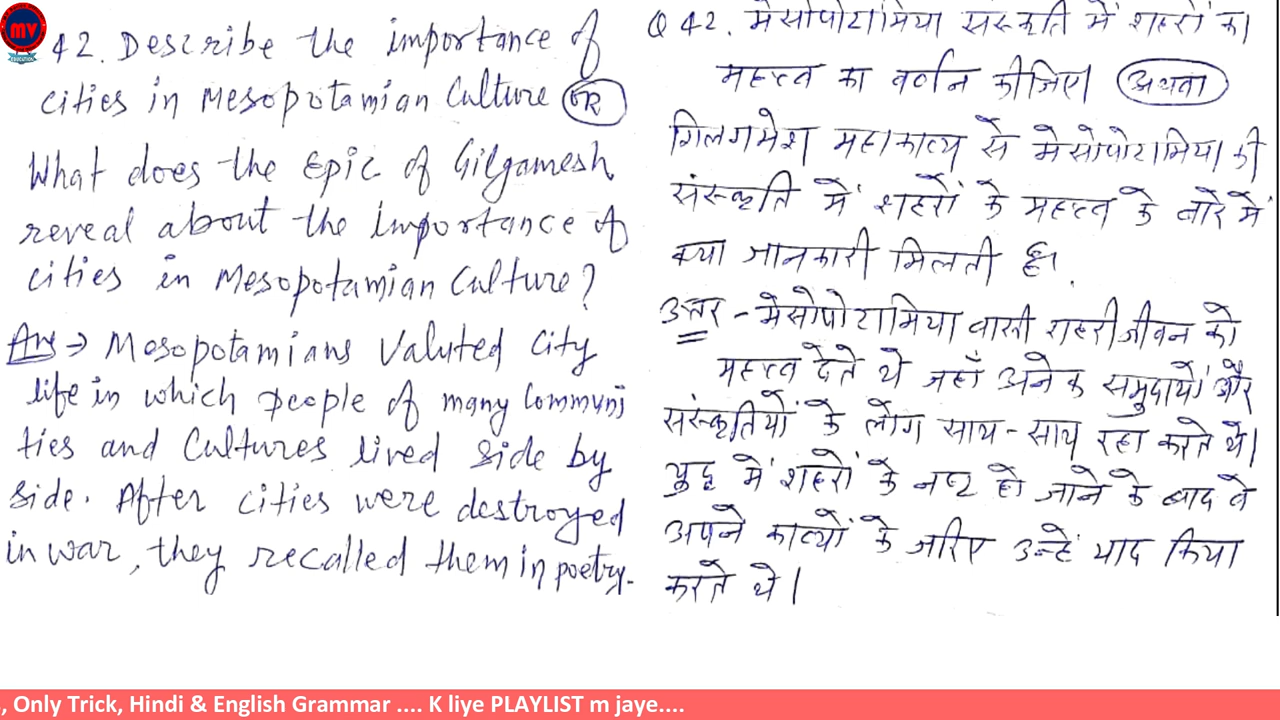 mv
EDUCATION
42. Describe the importance of
cities in Mesopotamian Culture OR
What does the Epic of Gilgamesh
reveal about the importance of
cities in Mesopotamian Culture?
Ans → Mesopotamians Valuted City
life in which people of many Communi
ties and Cultures lived side by
side. After cities were destroyed
in war, they recalled them in poetry.
Q 42. मेसोपोटामिया संस्कृति में शहरों का
महत्त्व का वर्णन कीजिए। अथवा
गिलगमेश महाकाव्य से मेसोपोटामिया की
संस्कृति में शहरों के महत्त्व के बारे में
क्या जानकारी मिलती है।
उत्तर - मेसोपोटामिया वासी शहरी जीवन को
महत्त्व देते थे जहाँ अनेक समुदायों और
संस्कृतियों के लोग साथ-साथ रहा करते थे।
युद्ध में शहरों के नष्ट हो जाने के बाद वे
अपने काव्यों के जरिए उन्हें याद किया
करते थे।
, Only Trick, Hindi & English Grammar .... K liye PLAYLIST m jaye....